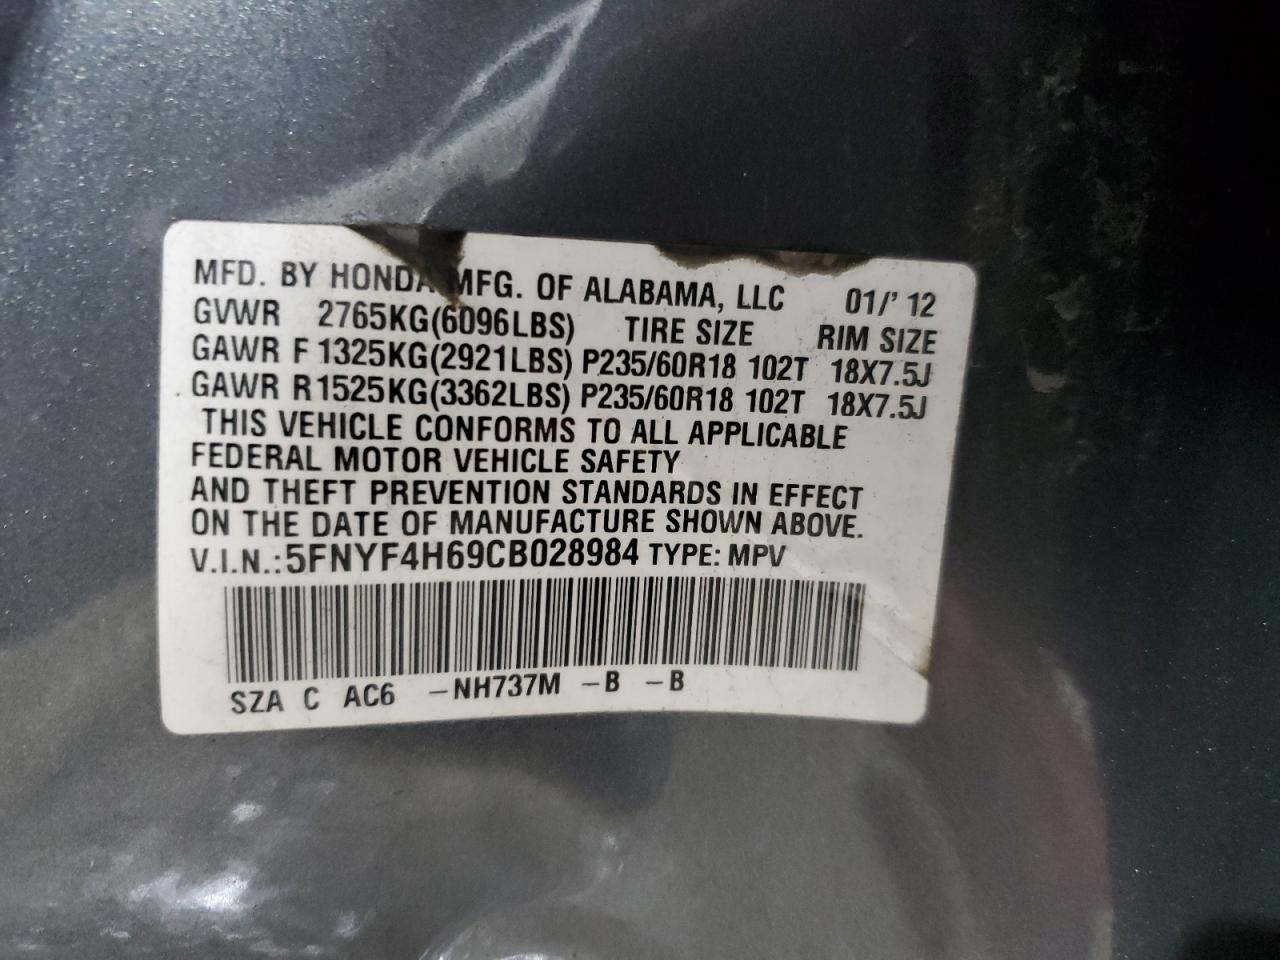 MFD. BY HONDA MFG. OF ALABAMA, LLC 01/' 12
GVWR 2765KG(6096LBS) TIRE SIZE RIM SIZE
GAWR F 1325KG(2921LBS) P235/60R18 102T 18X7.5J
GAWR R1525KG(3362LBS) P235/60R18 102T 18X7.5J
THIS VEHICLE CONFORMS TO ALL APPLICABLE
FEDERAL MOTOR VEHICLE SAFETY
AND THEFT PREVENTION STANDARDS IN EFFECT
ON THE DATE OF MANUFACTURE SHOWN ABOVE.
V.I.N.:5FNYF4H69CB028984 TYPE: MPV
SZA C AC6 -NH737M -B -B